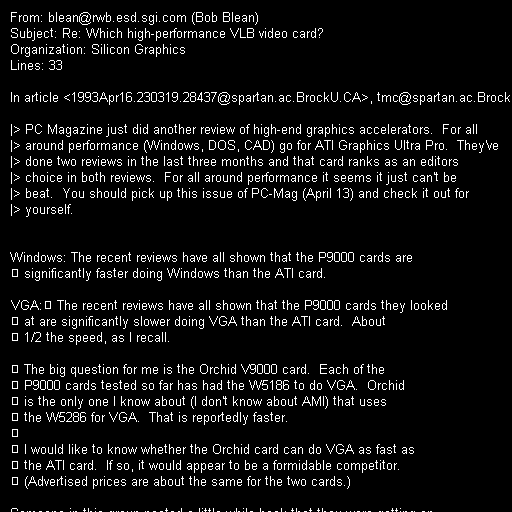 From: blean@rwb.esd.sgi.com (Bob Blean)
Subject: Re: Which high-performance VLB video card?
Organization: Silicon Graphics
Lines: 33

In article <1993Apr16.230319.28437@spartan.ac.BrockU.CA>, tmc@spartan.ac.Brock

|> PC Magazine just did another review of high-end graphics accelerators.  For all
|> around performance (Windows, DOS, CAD) go for ATI Graphics Ultra Pro.  They've
|> done two reviews in the last three months and that card ranks as an editors
|> choice in both reviews.  For all around performance it seems it just can't be
|> beat.  You should pick up this issue of PC-Mag (April 13) and check it out for
|> yourself.

Windows: The recent reviews have all shown that the P9000 cards are
significantly faster doing Windows than the ATI card.

VGA: The recent reviews have all shown that the P9000 cards they looked
at are significantly slower doing VGA than the ATI card.  About
1/2 the speed, as I recall.

The big question for me is the Orchid V9000 card.  Each of the
P9000 cards tested so far has had the W5186 to do VGA.  Orchid
is the only one I know about (I don't know about AMI) that uses
the W5286 for VGA.  That is reportedly faster.

I would like to know whether the Orchid card can do VGA as fast as
the ATI card.  If so, it would appear to be a formidable competitor.
(Advertised prices are about the same for the two cards.)